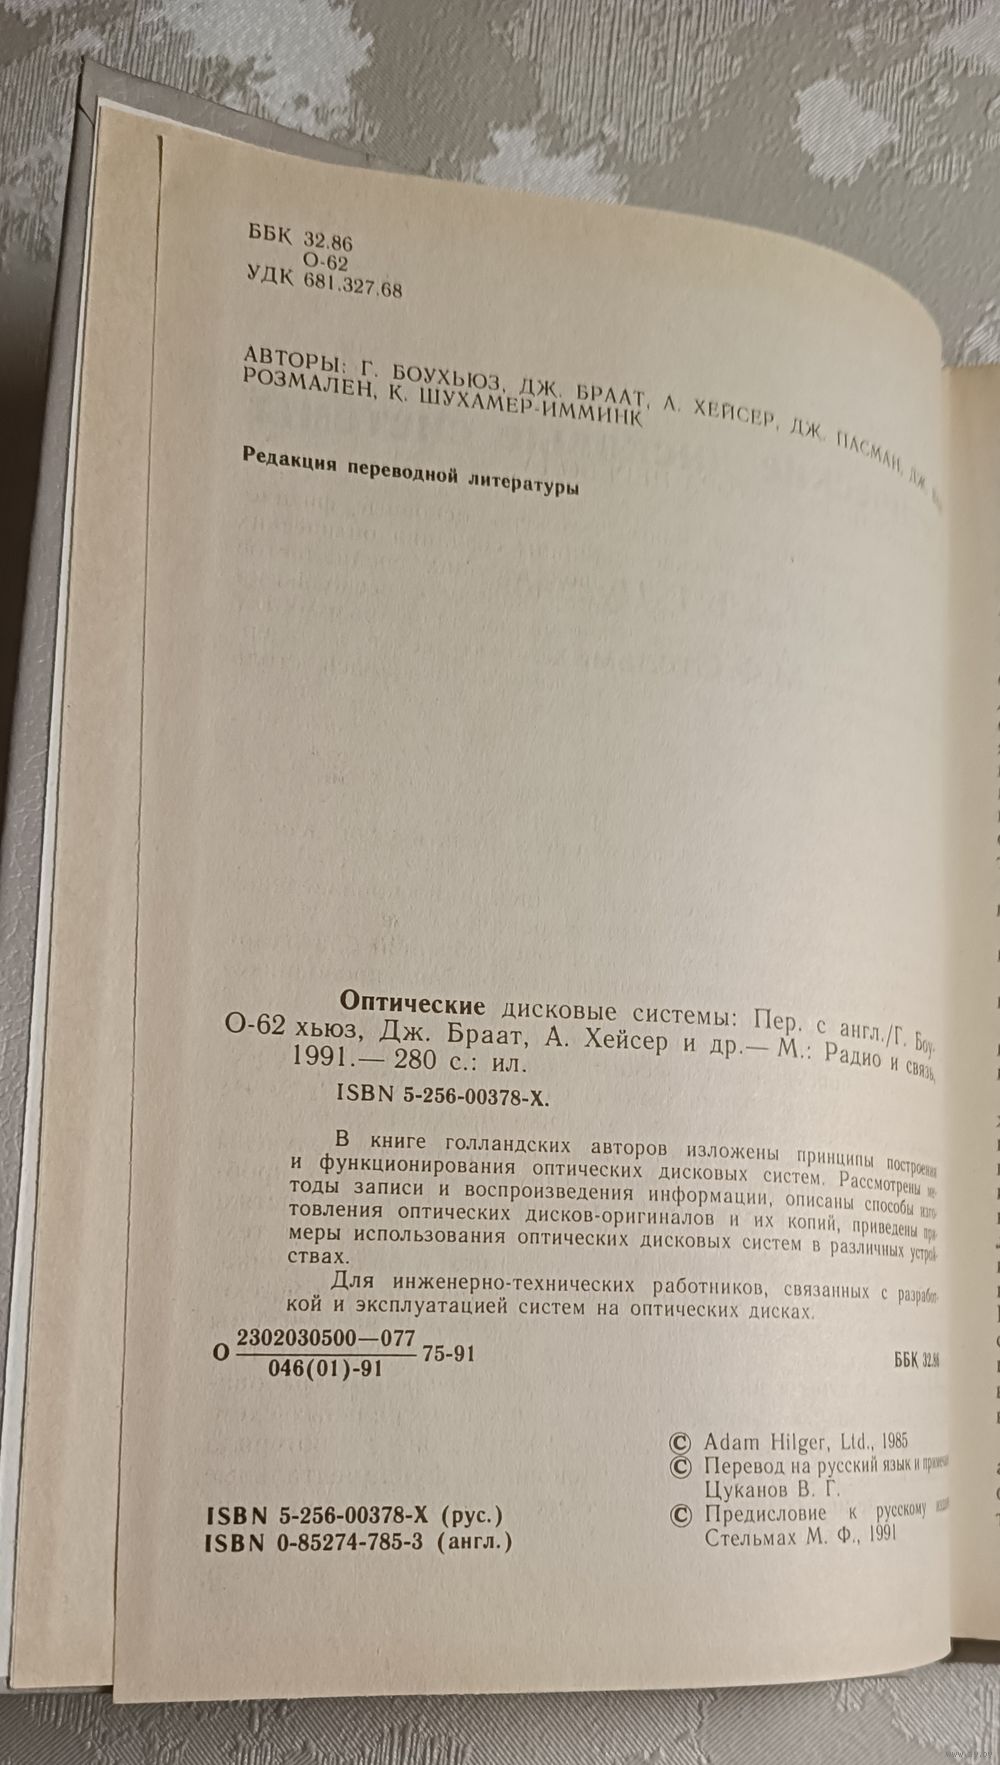 ББК 32.86
О-62
УДК 681.327.68
АВТОРЫ: Г. БОУХЬЮЗ, ДЖ. БРААТ, А. ХЕЙСЕР, ДЖ. ПАСМАН, ДЖ.
РОЗМАЛЕН, К. ШУХАМЕР-ИММИНК
Редакция переводной литературы
Оптические дисковые системы: Пер. с англ./Г. Боу-
О-62 хьюз, Дж. Браат, А. Хейсер и др.— М.: Радио и связь,
1991.— 280 с.: ил.
ISBN 5-256-00378-X.
В книге голландских авторов изложены принципы построения
и функционирования оптических дисковых систем. Рассмотрены ме-
тоды записи и воспроизведения информации, описаны способы изго-
товления оптических дисков-оригиналов и их копий, приведены при-
меры использования оптических дисковых систем в различных устрой-
ствах.
Для инженерно-технических работников, связанных с разработ-
кой и эксплуатацией систем на оптических дисках.
О 2302030500—077 75-91
046(01)-91
ББК 32.86
© Adam Hilger, Ltd., 1985
© Перевод на русский язык и
Цуканов В. Г.
© Предисловие к русскому
Стельмах М. Ф., 1991
ISBN 5-256-00378-X (рус.)
ISBN 0-85274-785-3 (англ.)